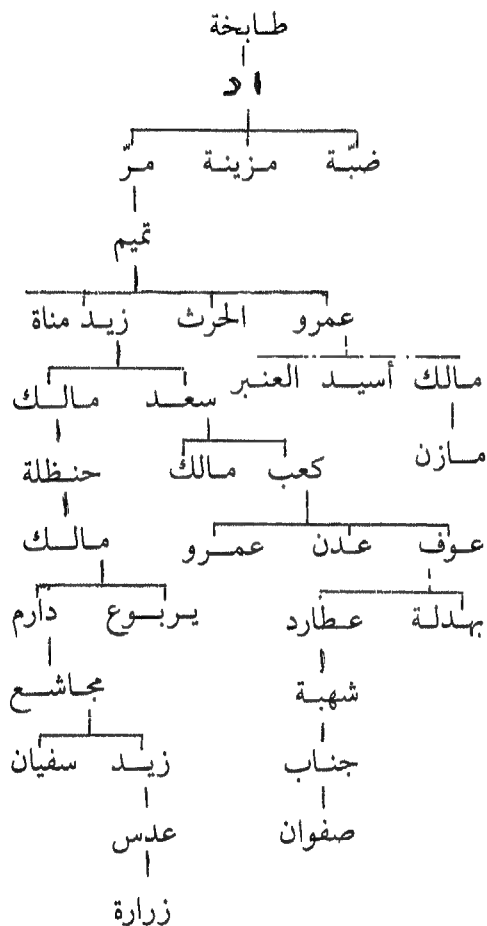 طابخة
اد
ضبّة مزينة مرّ
تميم
عمرو الحرث زيد مناة
مالك أسيد العنبر سعد مالك
مازن كعب مالك حنظلة
عوف عدن عمرو مالك
بهدلة عطارد يربوع دارم
شهبة مجاشع
جناب زيد سفيان
صفوان عدس
زرارة